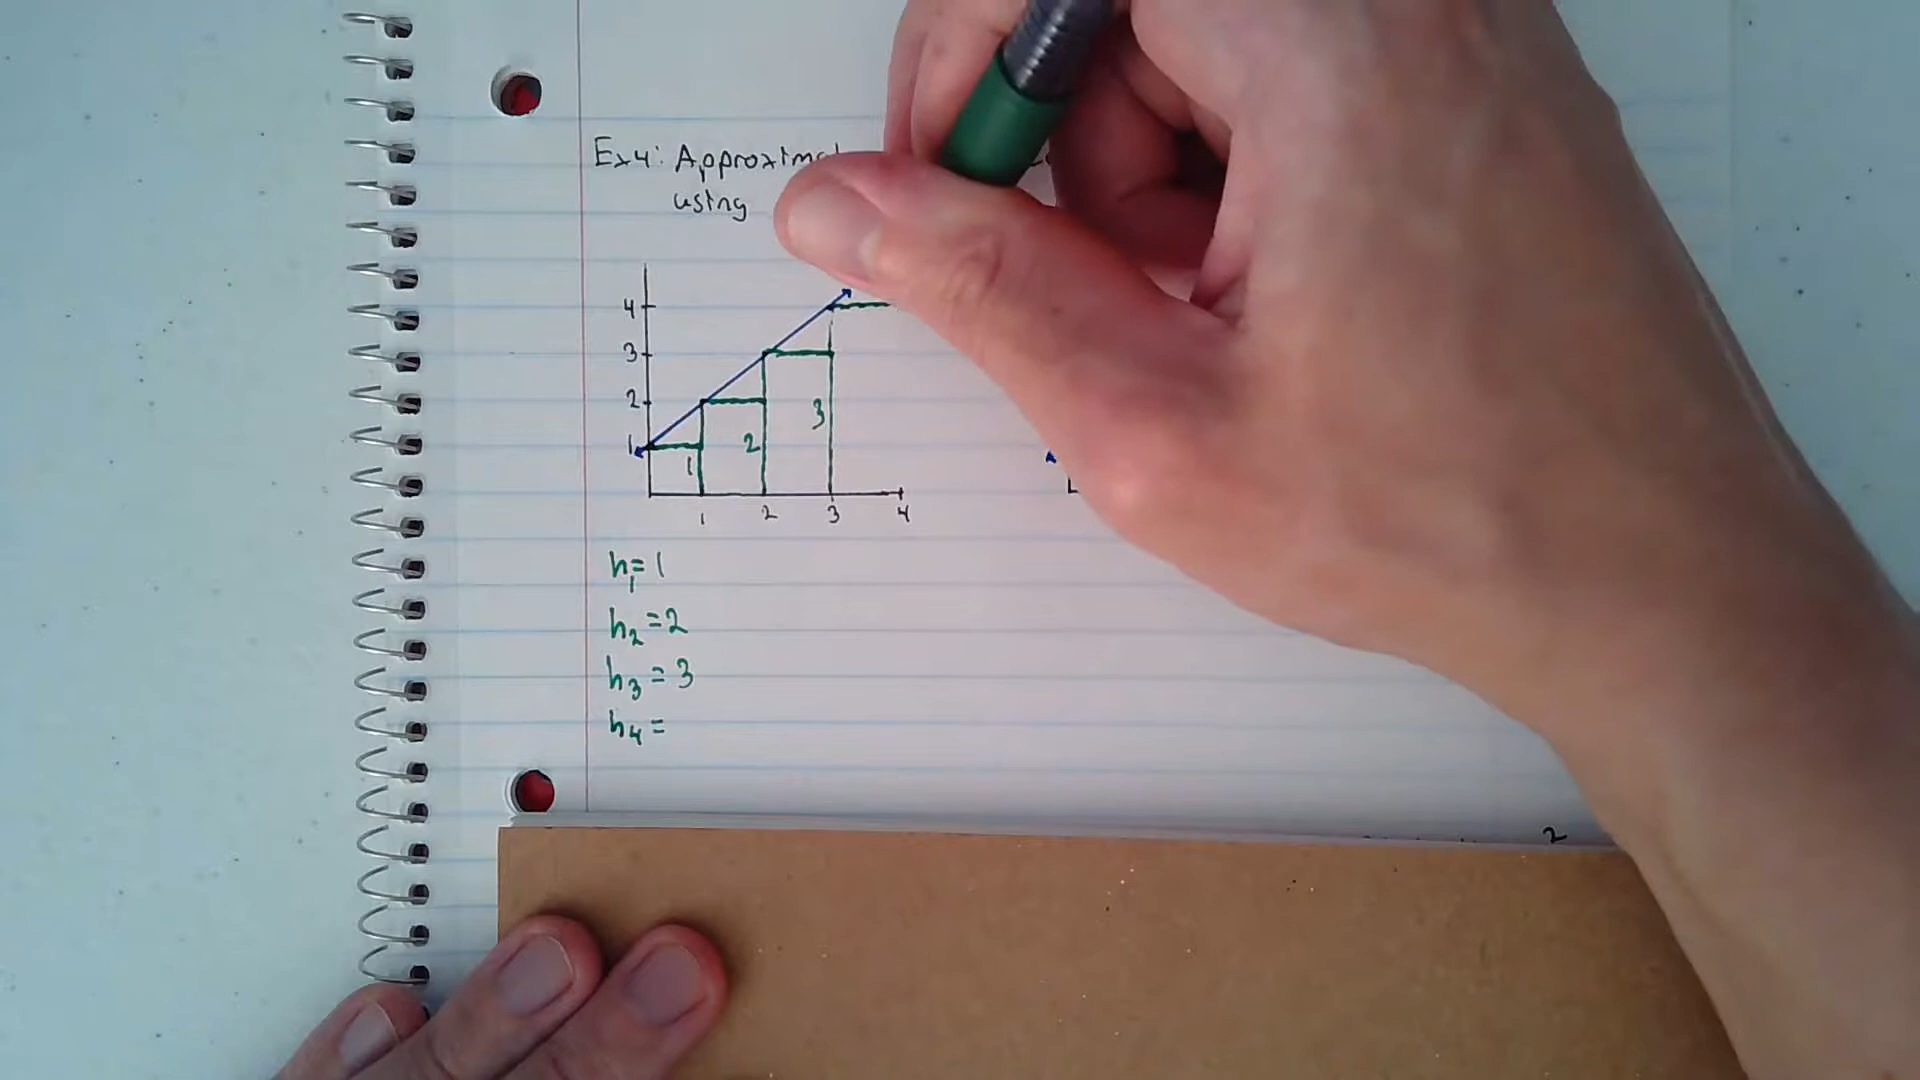 Ex4: Approximat
using
4
3
2
1
1
2
3
1 2 3 4
h₁ = 1
h₂ = 2
h₃ = 3
h₄ =
2